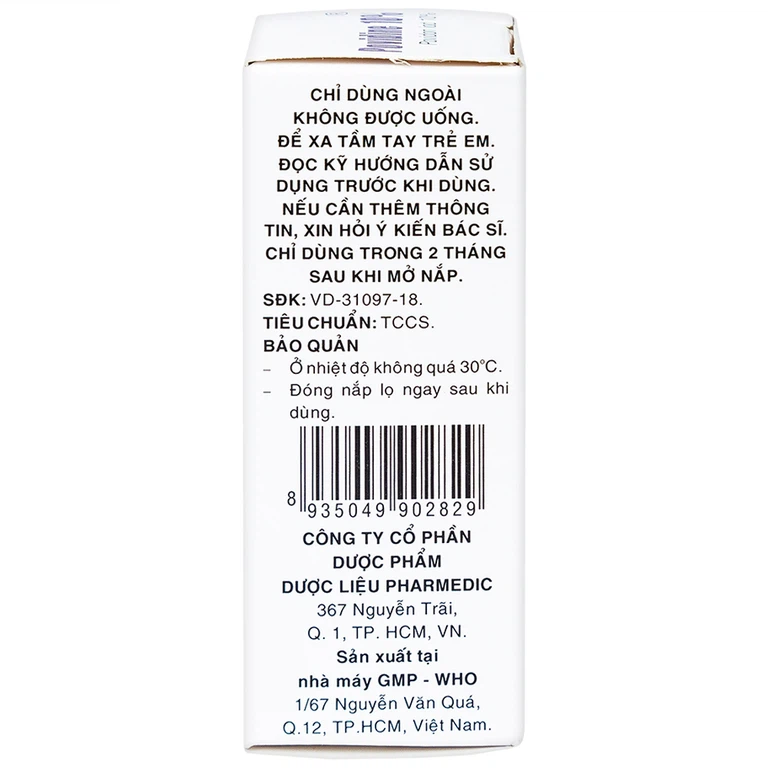 Povidine 10%
CHỈ DÙNG NGOÀI
KHÔNG ĐƯỢC UỐNG.
ĐỂ XA TẦM TAY TRẺ EM.
ĐỌC KỸ HƯỚNG DẪN SỬ
DỤNG TRƯỚC KHI DÙNG.
NẾU CẦN THÊM THÔNG
TIN, XIN HỎI Ý KIẾN BÁC SĨ.
CHỈ DÙNG TRONG 2 THÁNG
SAU KHI MỞ NẮP.
SĐK: VD-31097-18.
TIÊU CHUẨN: TCCS.
BẢO QUẢN
– Ở nhiệt độ không quá 30°C.
– Đóng nắp lọ ngay sau khi
dùng.
8 935049 902829
CÔNG TY CỔ PHẦN
DƯỢC PHẨM
DƯỢC LIỆU PHARMEDIC
367 Nguyễn Trãi,
Q. 1, TP. HCM, VN.
Sản xuất tại
nhà máy GMP - WHO
1/67 Nguyễn Văn Quá,
Q.12, TP.HCM, Việt Nam.